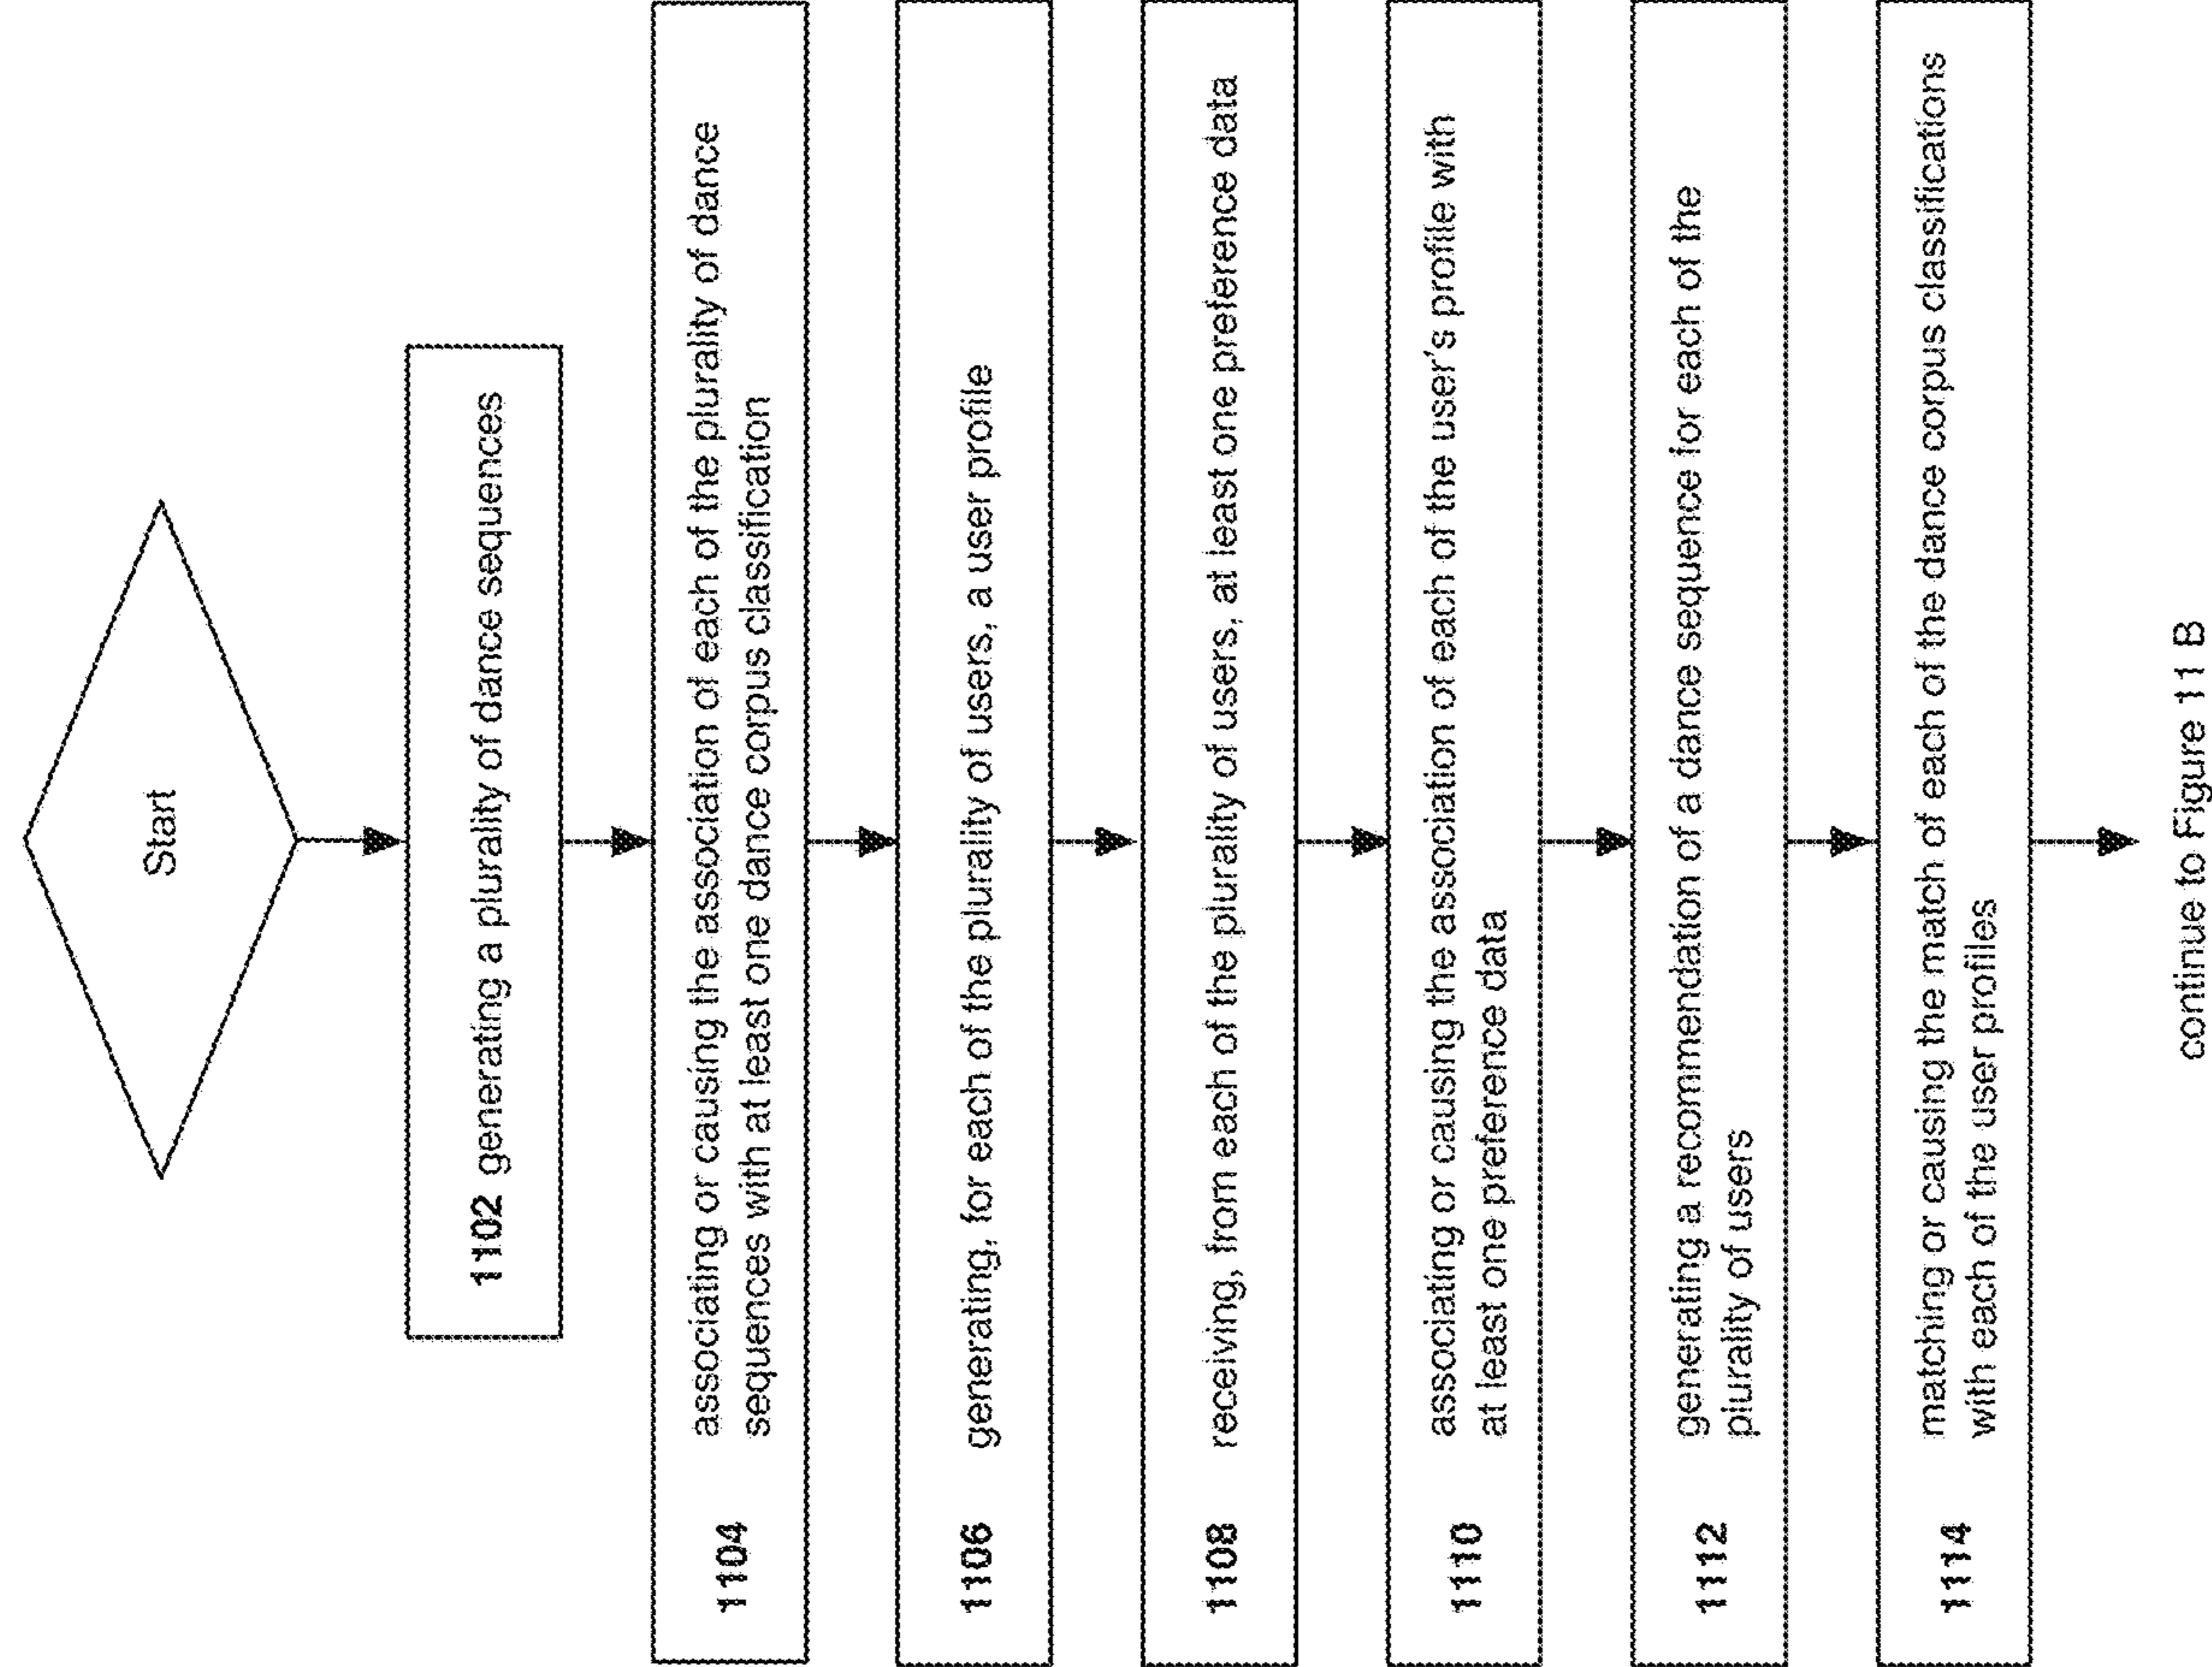 Start
1102 generating a plurality of dance sequences
1104 associating or causing the association of each of the plurality of dance
sequences with at least one dance corpus classification
1106 generating, for each of the plurality of users, a user profile
1108 receiving, from each of the plurality of users, at least one preference data
1110 associating or causing the association of each of the user's profile with
at least one preference data
1112 generating a recommendation of a dance sequence for each of the
plurality of users
1114 matching or causing the match of each of the dance corpus classifications
with each of the user profiles
continue to Figure 11 B